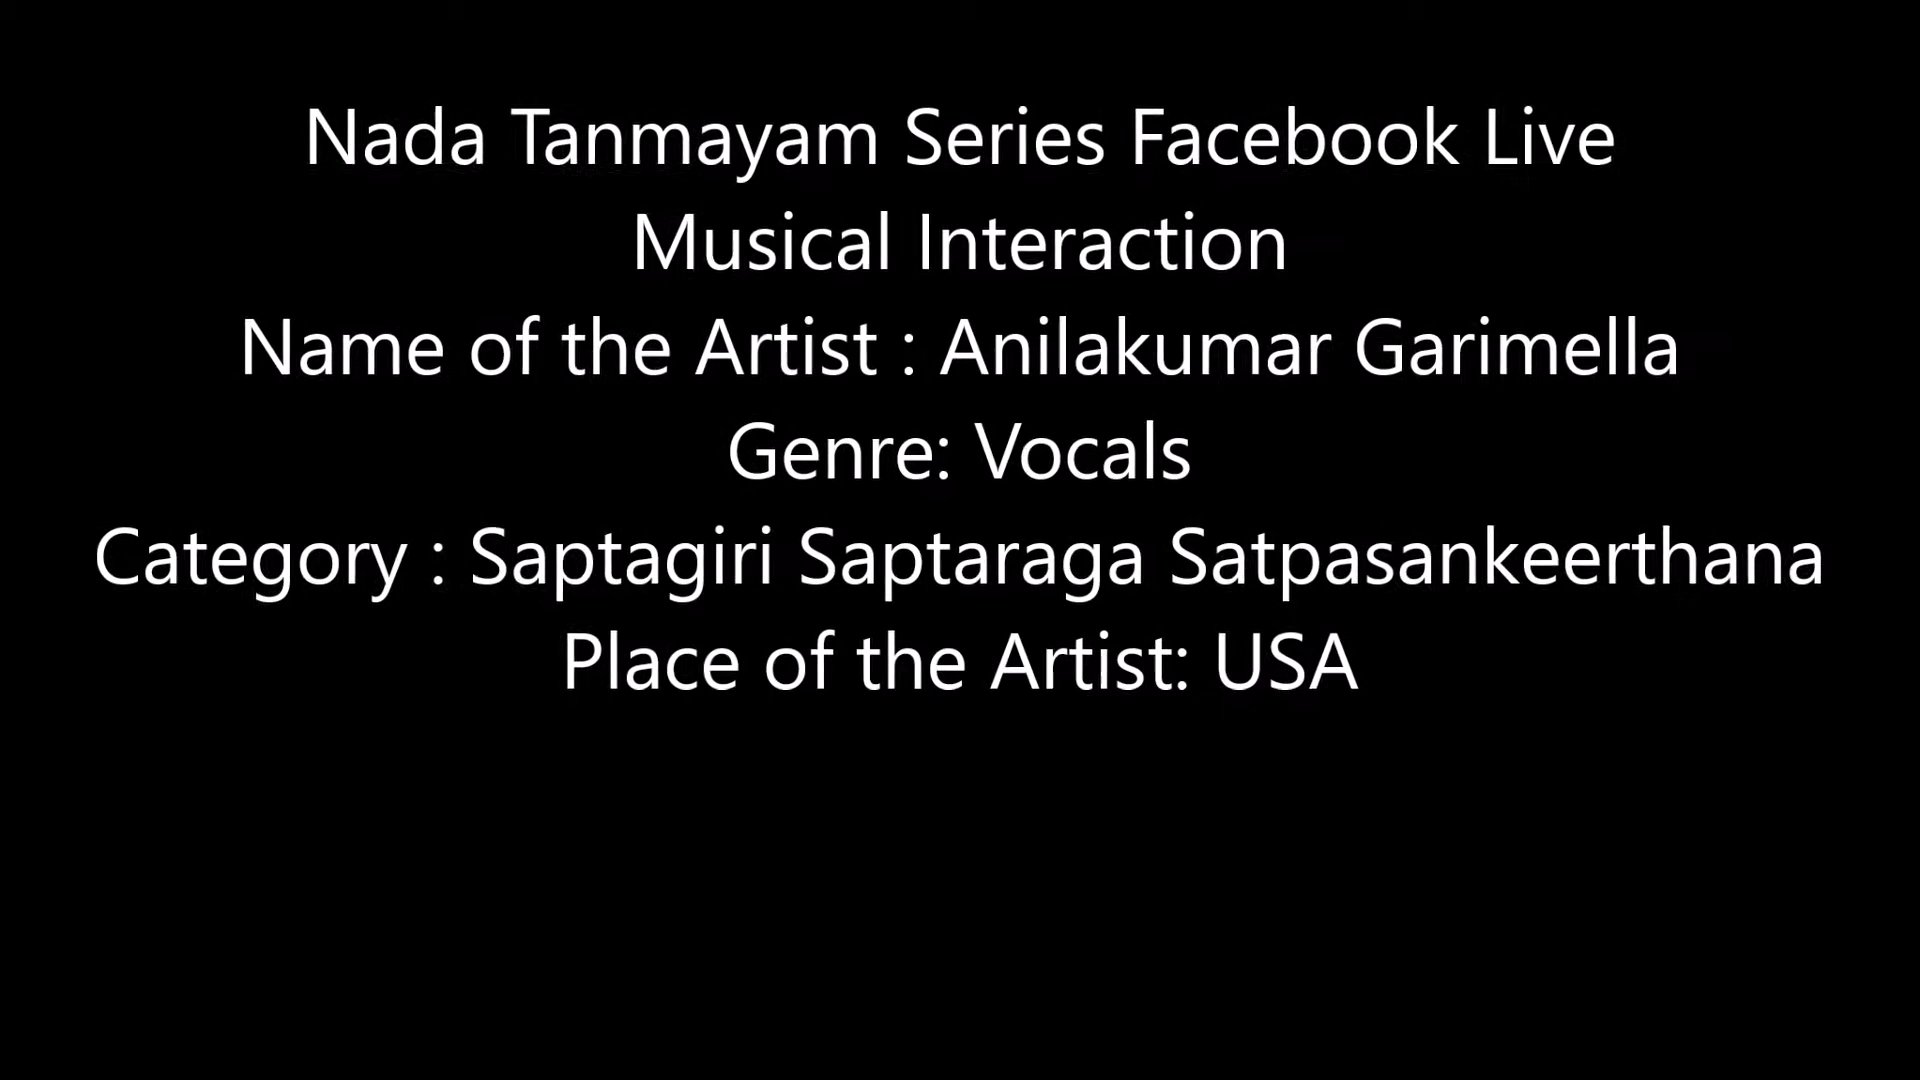 Nada Tanmayam Series Facebook Live
Musical Interaction
Name of the Artist : Anilakumar Garimella
Genre: Vocals
Category : Saptagiri Saptaraga Satpasankeerthana
Place of the Artist: USA